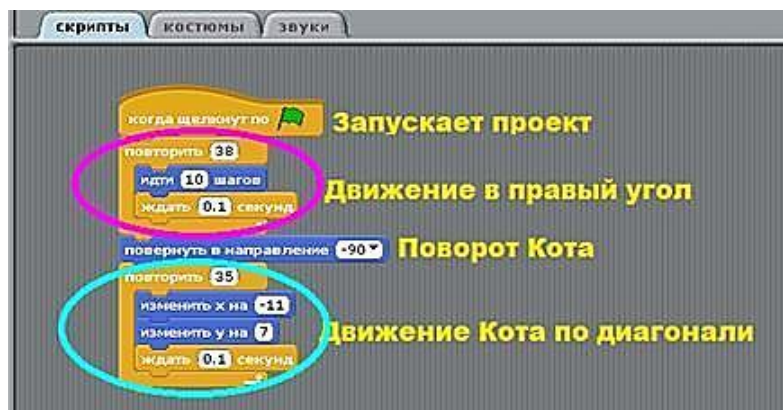 скрипты костюмы звуки
когда щелкнут по Запускает проект
повторить 38
идти 10 шагов
Движение в правый угол
ждать 0.1 секунд
повернуть в направление -90 Поворот Кота
повторить 35
изменить х на -11
изменить у на 7 Движение Кота по диагонали
ждать 0.1 секунд